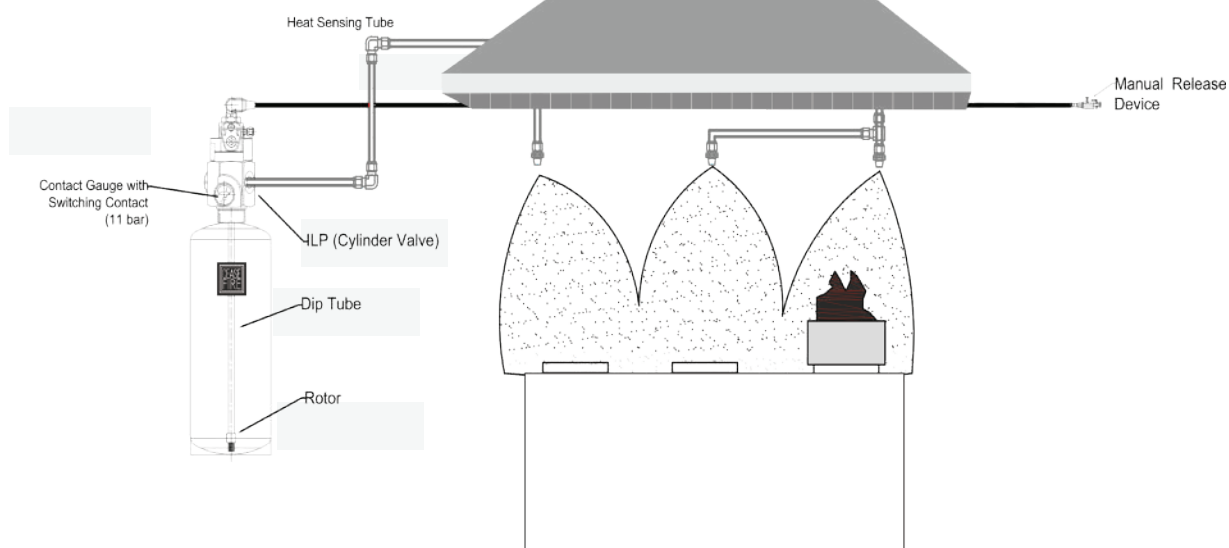 Heat Sensing Tube
Manual Release
Device
Contact Gauge with
Switching Contact
(11 bar)
ILP (Cylinder Valve)
Dip Tube
Rotor